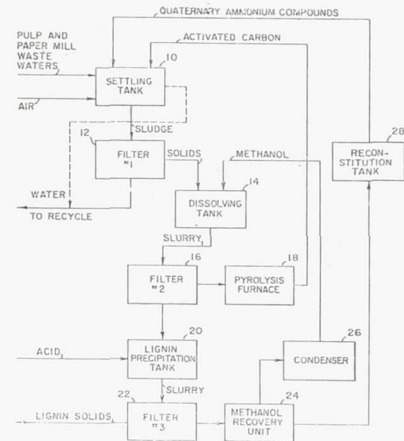 QUATERNARY AMMONIUM COMPOUNDS
ACTIVATED CARBON
PULP AND
PAPER MILL
WASTE
WATERS
10
SETTLING
TANK
AIR
SLUDGE
28
RECON-
STITUTION
TANK
12
FILTER
#1
SOLIDS
METHANOL
14
DISSOLVING
TANK
WATER
TO RECYCLE
SLURRY
16
FILTER
#2
18
PYROLYSIS
FURNACE
20
ACID
LIGNIN
PRECIPITATION
TANK
26
CONDENSER
SLURRY
22
24
LIGNIN SOLIDS
FILTER
#3
METHANOL
RECOVERY
UNIT